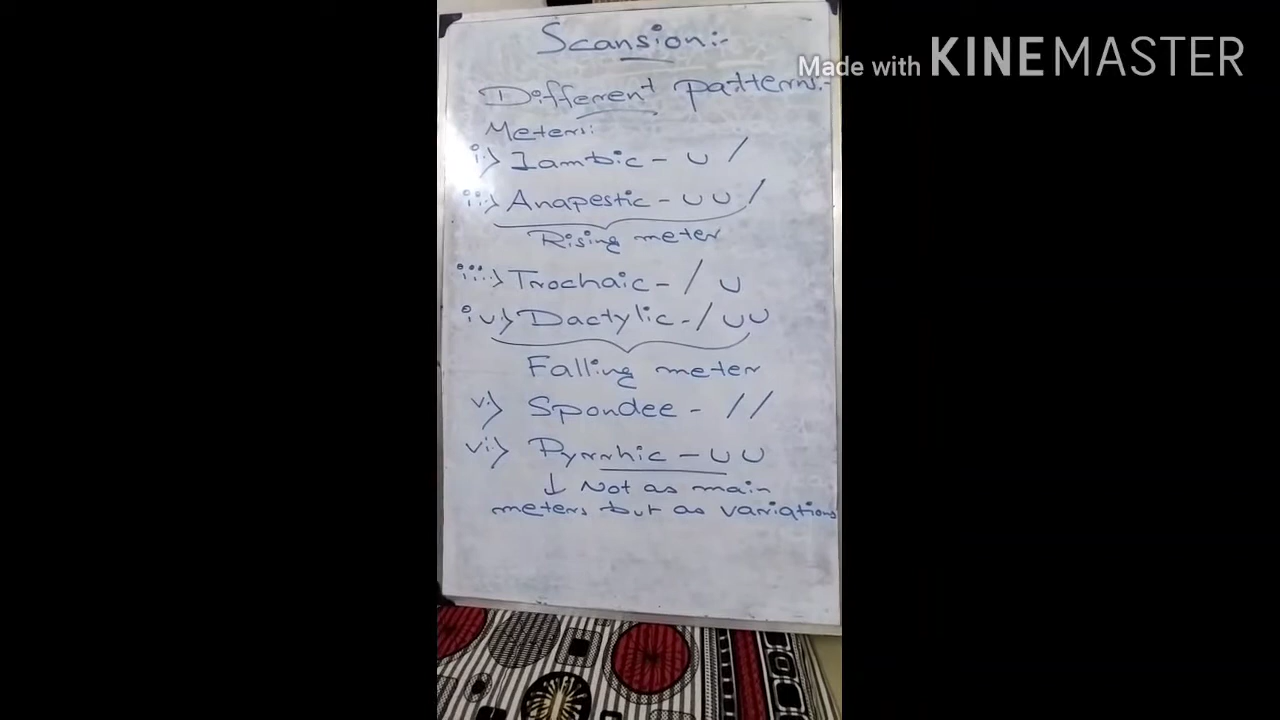 Made with KINEMASTER
Scansion:-
Different patterns:-
Meters:
i:> Iambic - ∪ /
ii:> Anapestic - ∪ ∪ /
Rising meter
iii:> Trochaic - / ∪
iv:> Dactylic - / ∪ ∪
Falling meter
v:> Spondee - / /
vi:> Pyrrhic - ∪ ∪
↓ Not as main
meters but as variations